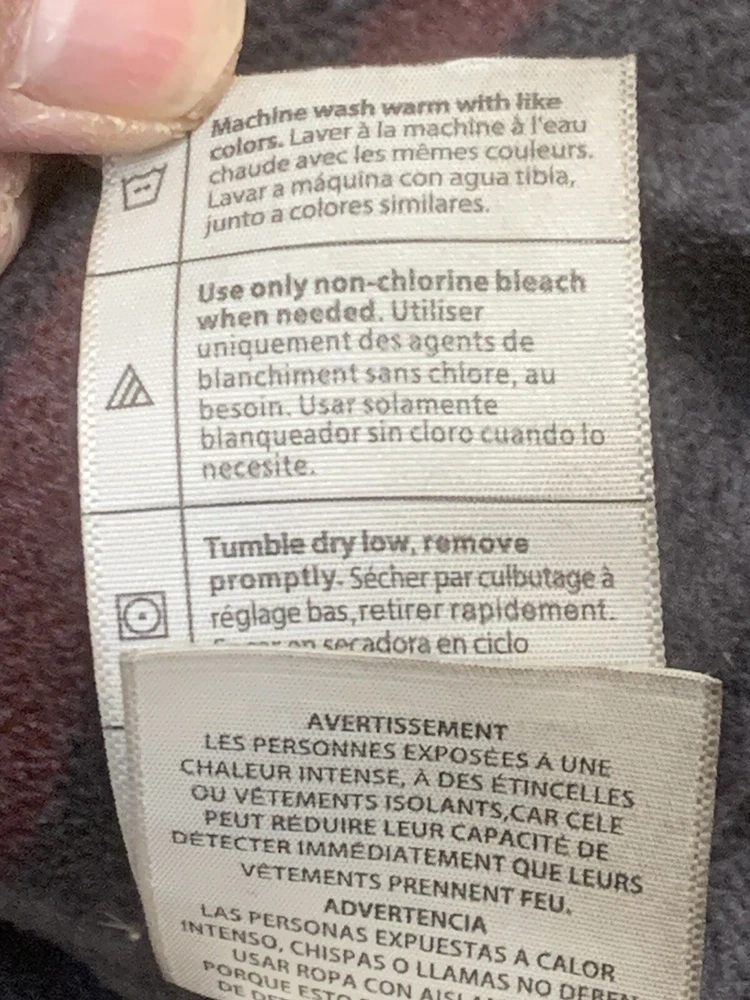 Machine wash warm with like
colors. Laver à la machine à l'eau
chaude avec les mêmes couleurs.
Lavar a máquina con agua tibia,
junto a colores similares.
Use only non-chlorine bleach
when needed. Utiliser
uniquement des agents de
blanchiment sans chlore, au
besoin. Usar solamente
blanqueador sin cloro cuando lo
necesite.
Tumble dry low, remove
promptly. Sécher par culbutage à
réglage bas, retirer rapidement.
en secadora en ciclo
AVERTISSEMENT
LES PERSONNES EXPOSÉES À UNE
CHALEUR INTENSE, À DES ÉTINCELLES
OU VÊTEMENTS ISOLANTS, CAR CELE
PEUT RÉDUIRE LEUR CAPACITÉ DE
DÉTECTER IMMÉDIATEMENT QUE LEURS
VÊTEMENTS PRENNENT FEU.
ADVERTENCIA
LAS PERSONAS EXPUESTAS A CALOR
INTENSO, CHISPAS O LLAMAS NO DEBEN
USAR ROPA CON
PORQUE ESTO
DE